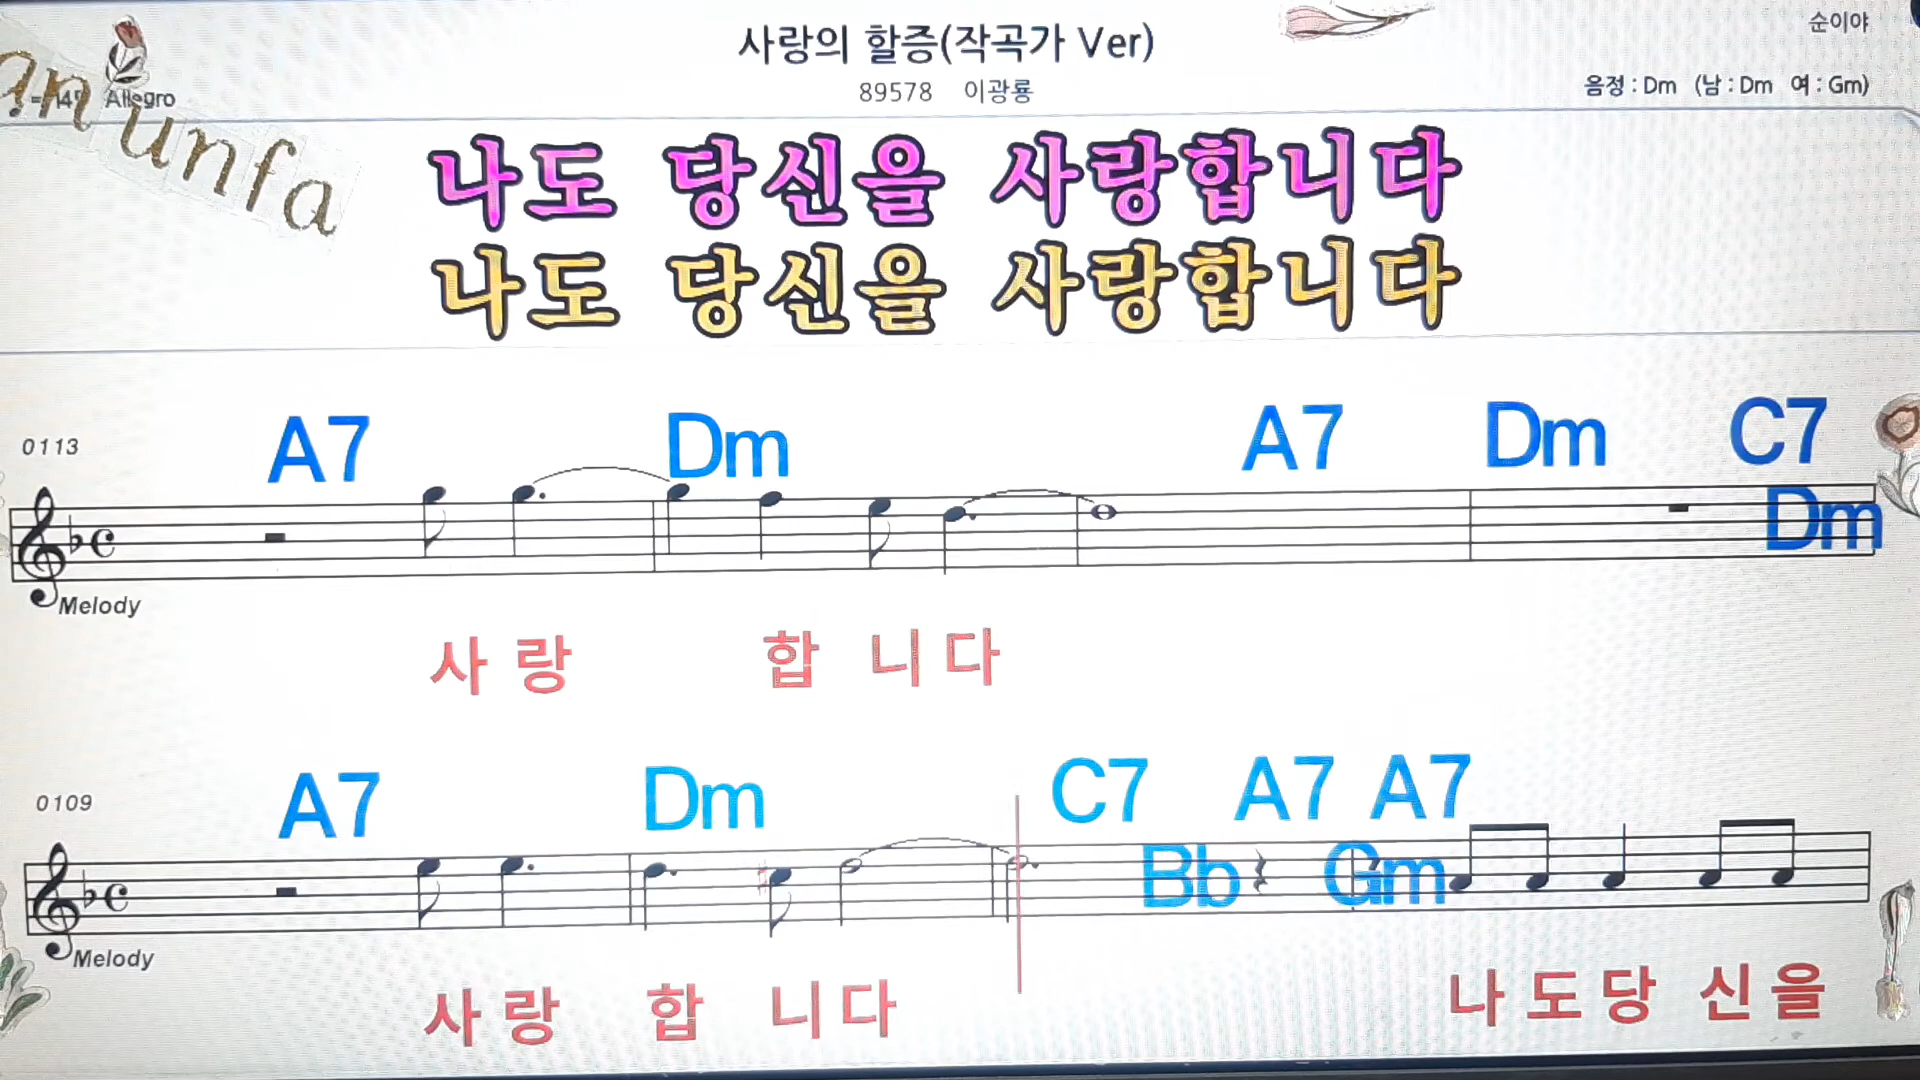 사랑의 할증(작곡가 Ver)
순이야
89578 이광룡
음정 : Dm (남 : Dm 여 : Gm)
Allegro
an unfa
나도 당신을 사랑합니다
나도 당신을 사랑합니다
A7 Dm A7 Dm C7
0113
Dm
Melody
사 랑 합 니 다
A7 Dm C7 A7 A7
0109
Bb Gm
Melody
사 랑 합 니 다 나 도 당 신 을